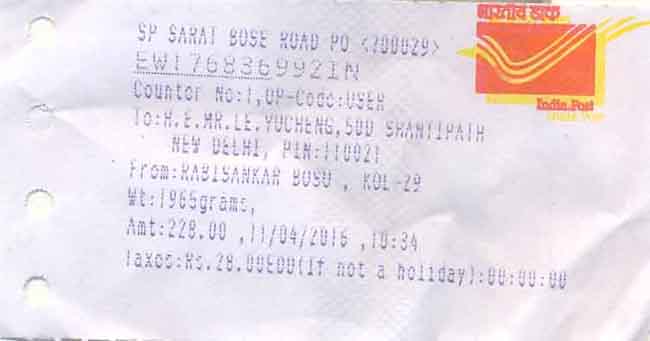 भारतीय डाक
India Post
SP SARAT BOSE ROAD PO <700029>
EW176836992IN
Counter No:1,OP-Code:USER
To:H.E.MR.LE.YUCHENG,50D SHANTIPATH
NEW DELHI, PIN:110021
From:RABISANKAR BOSU , KOL-29
Wt:1965grams,
Amt:228.00 ,11/04/2016 ,10:34
Taxes:Rs.28.00EDD(If not a holiday):00:00:00